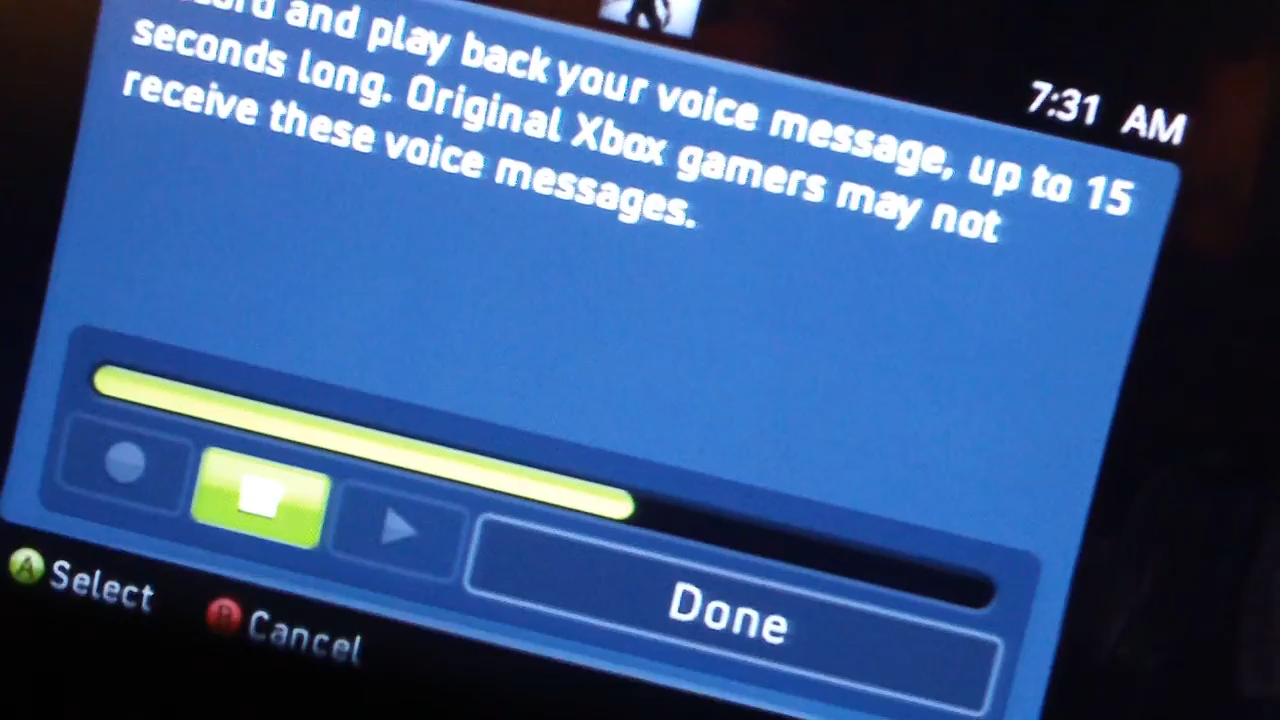 and play back your voice message, up to 15
seconds long. Original Xbox gamers may not
receive these voice messages.
7:31 AM
Done
A Select
B Cancel